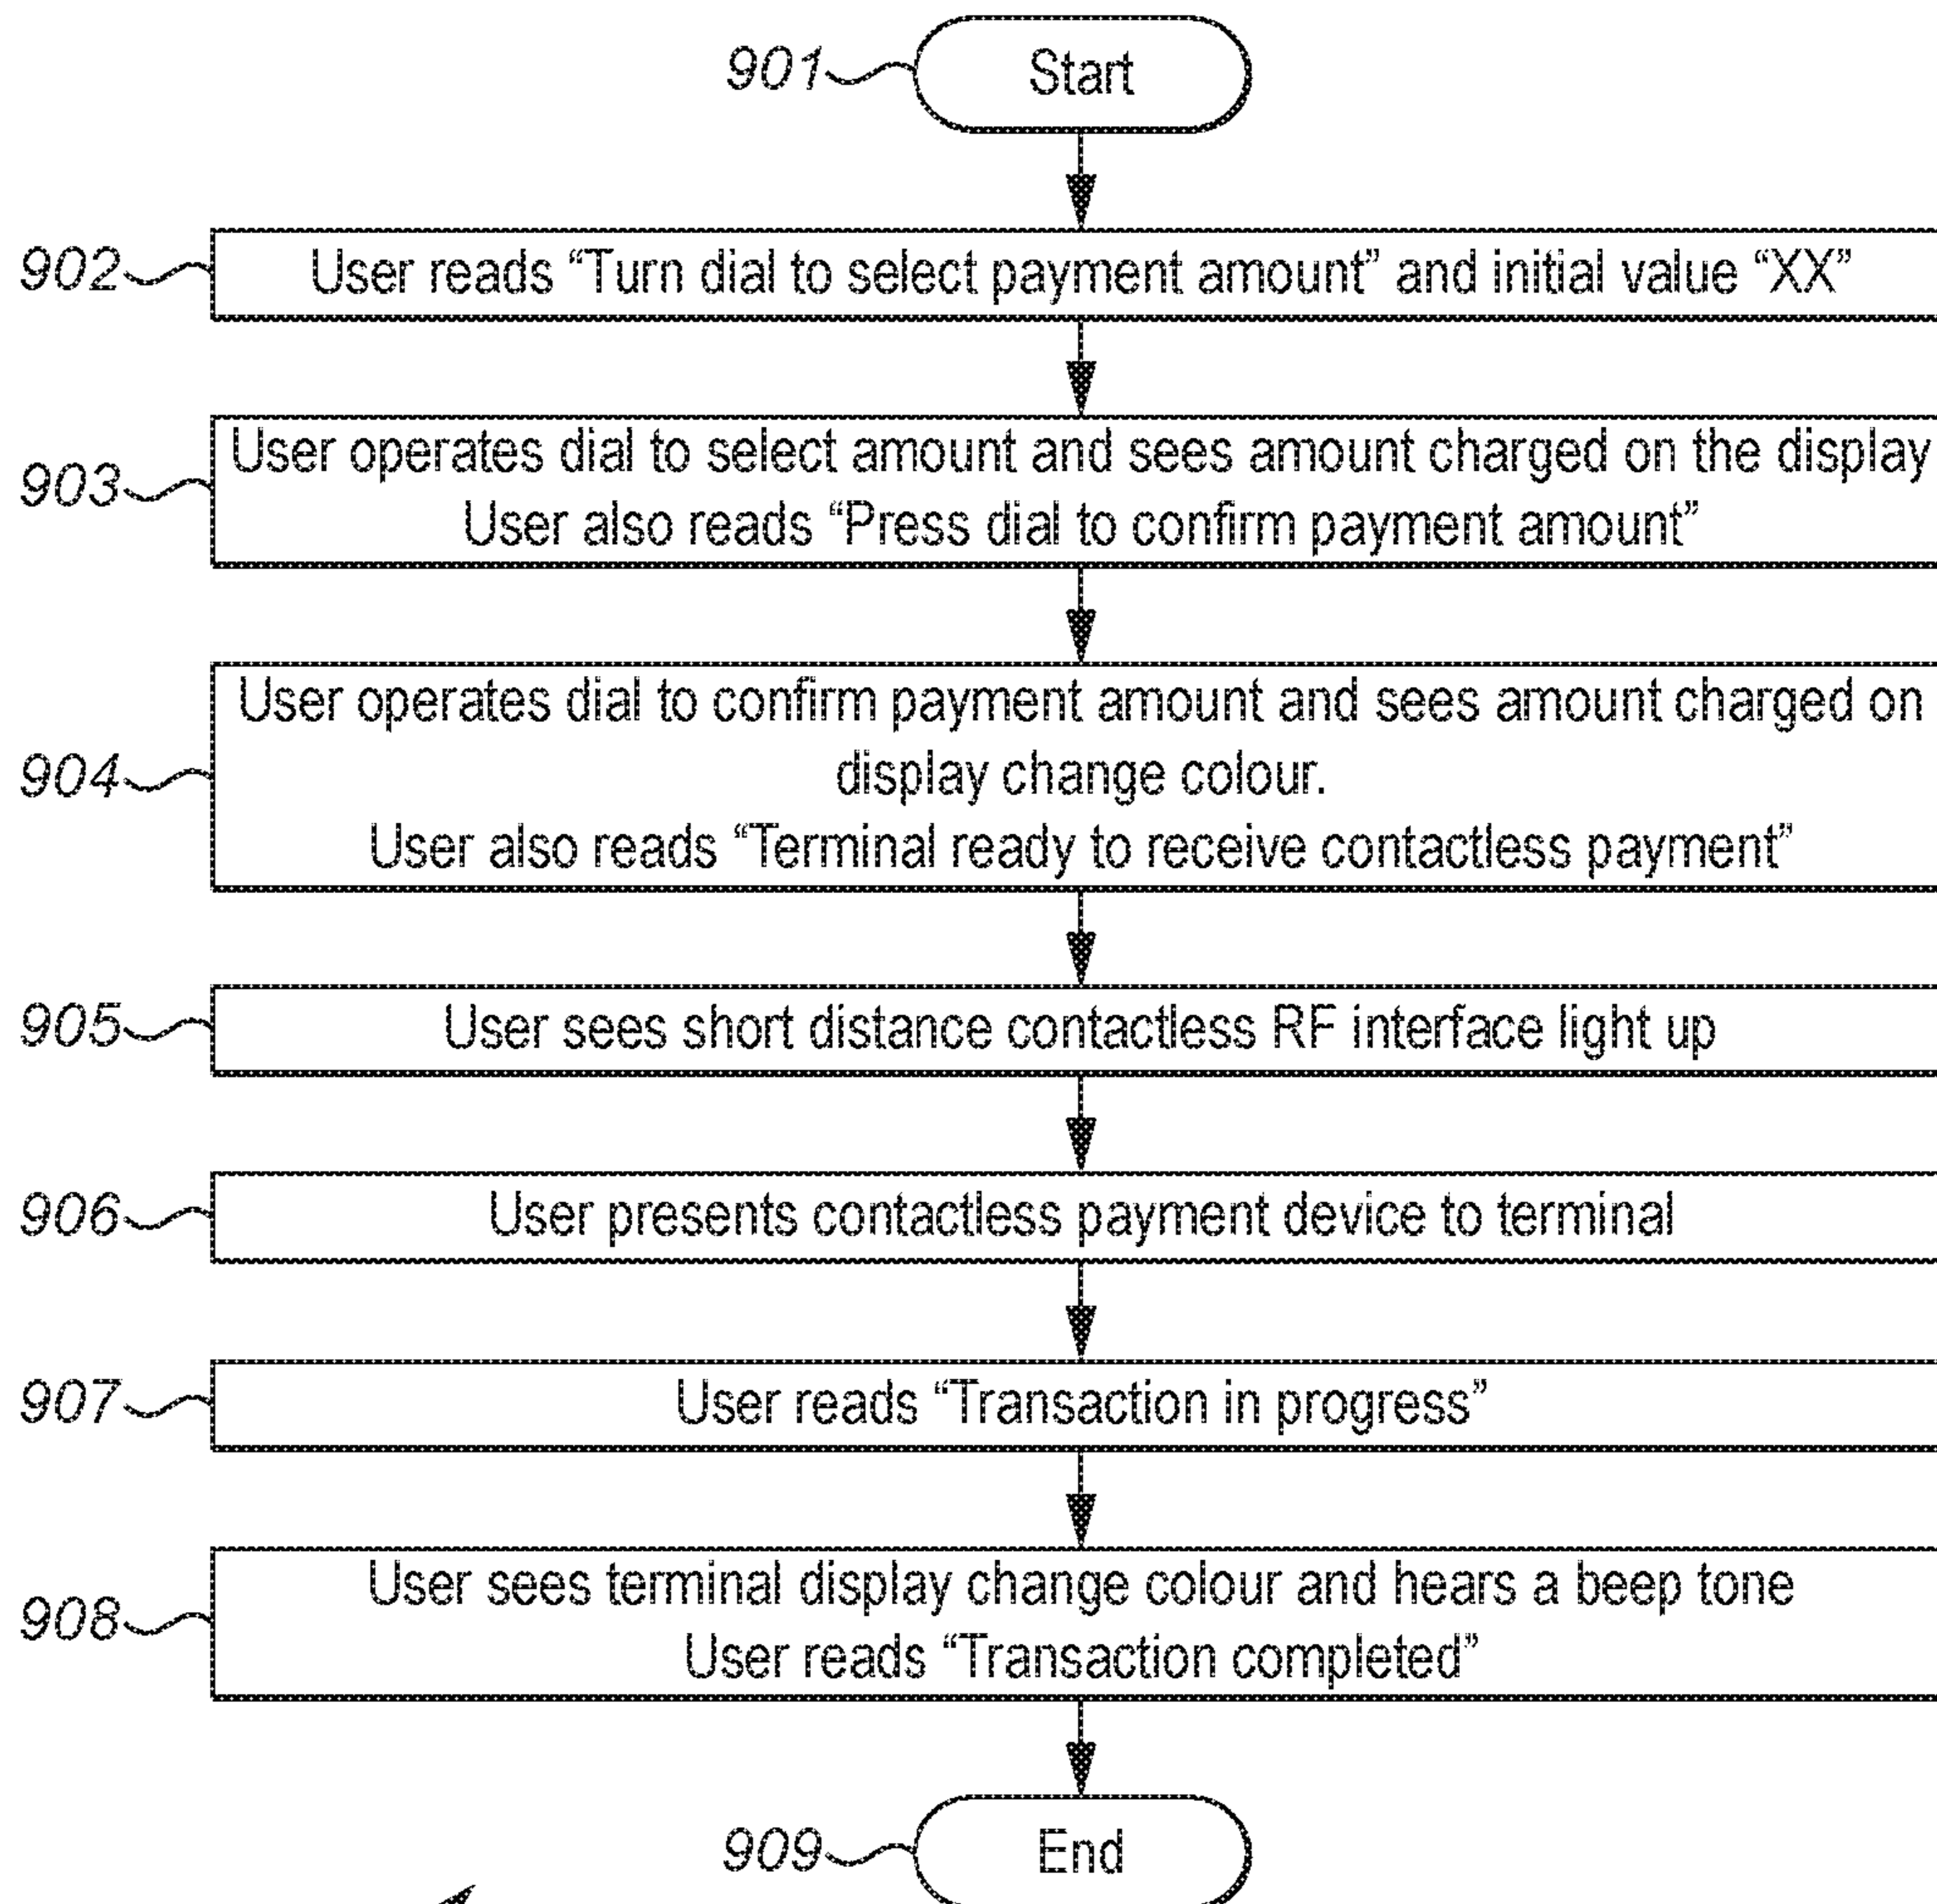 901
Start
902
User reads “Turn dial to select payment amount” and initial value “XX”
903
User operates dial to select amount and sees amount charged on the display
User also reads “Press dial to confirm payment amount”
904
User operates dial to confirm payment amount and sees amount charged on
display change colour.
User also reads “Terminal ready to receive contactless payment”
905
User sees short distance contactless RF interface light up
906
User presents contactless payment device to terminal
907
User reads “Transaction in progress”
908
User sees terminal display change colour and hears a beep tone
User reads “Transaction completed”
909
End